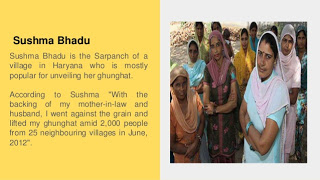 Sushma Bhadu
Sushma Bhadu is the Sarpanch of a
village in Haryana who is mostly
popular for unveiling her ghunghat.
According to Sushma "With the
backing of my mother-in-law and
husband, I went against the grain and
lifted my ghunghat amid 2,000 people
from 25 neighbouring villages in June,
2012".